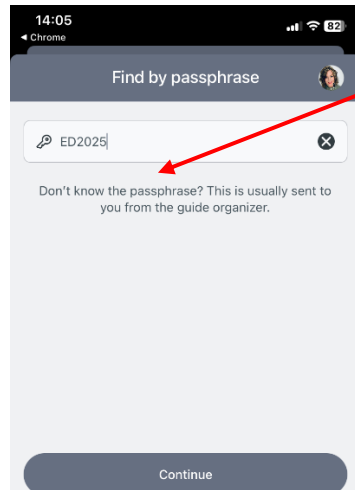 14:05
82
◄ Chrome
Find by passphrase
ED2025
Don't know the passphrase? This is usually sent to
you from the guide organizer.
Continue